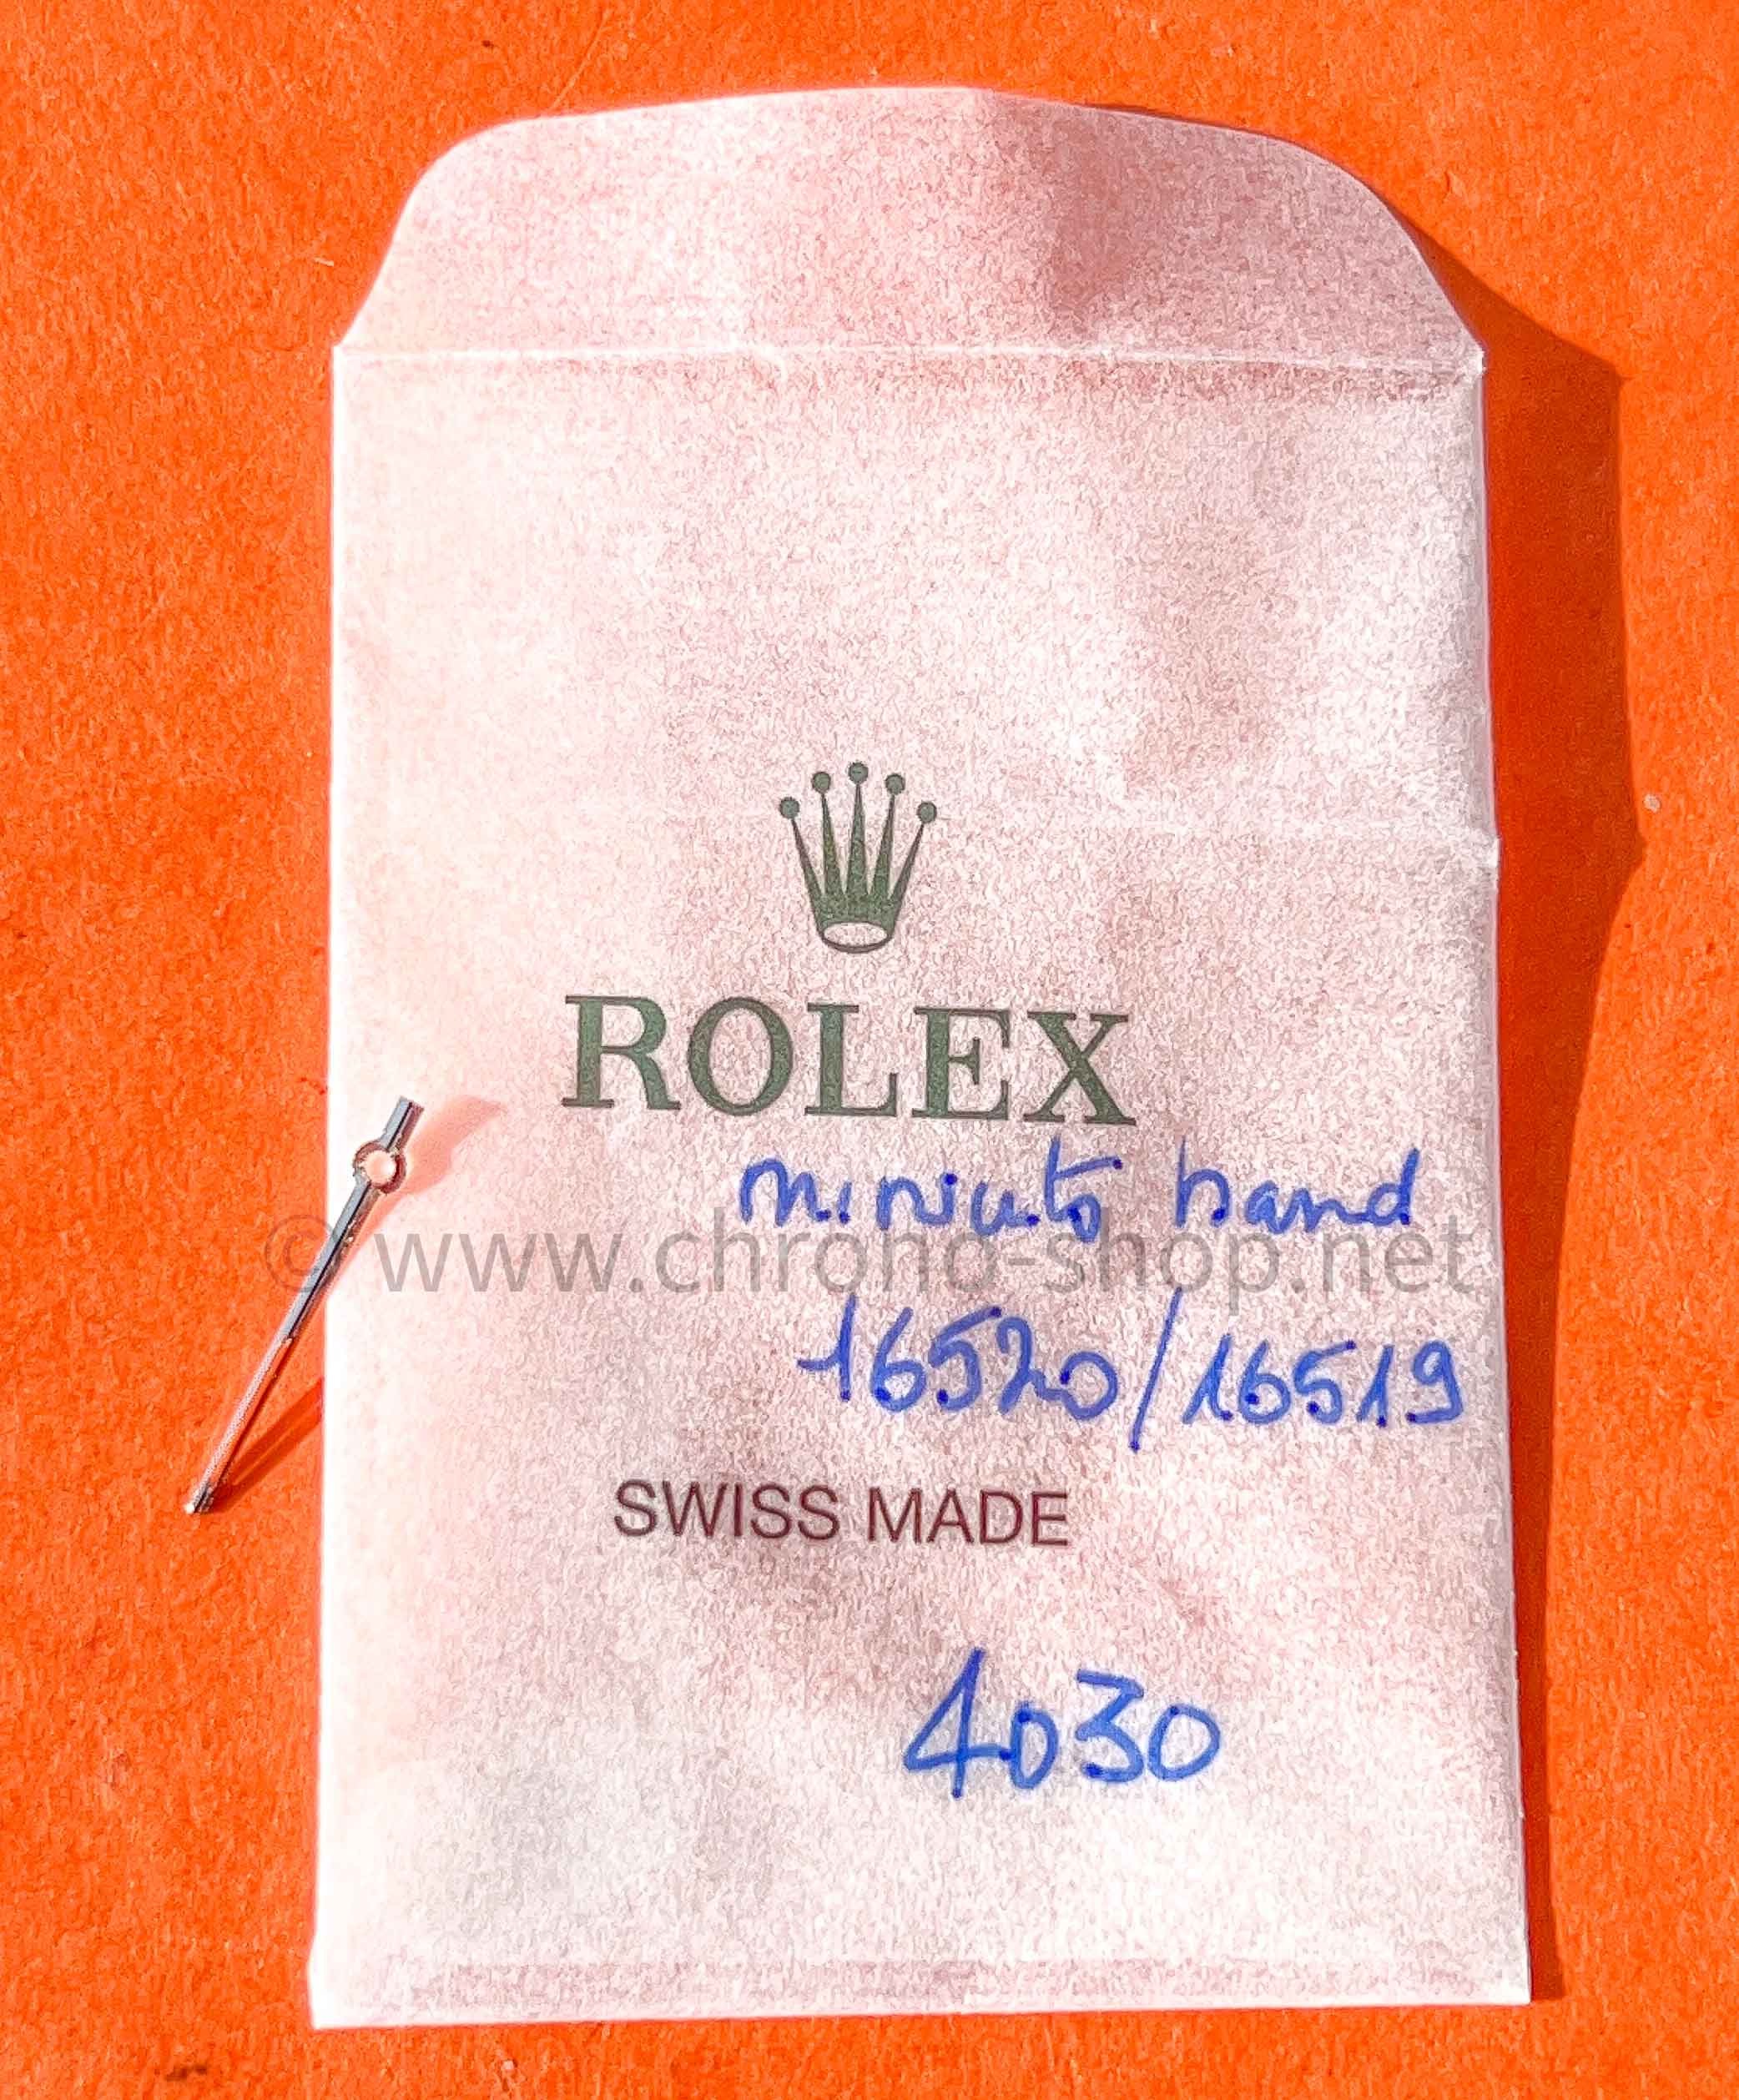 ROLEX
minute hand
© www.chrono-shop.net
16520/16519
SWISS MADE
4030